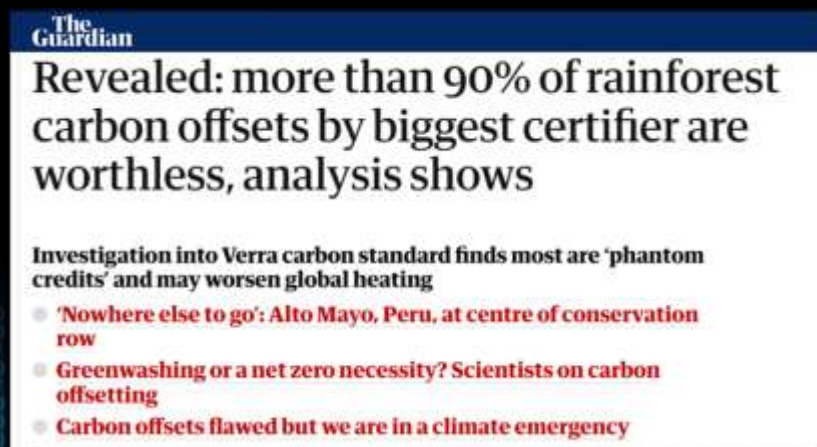 The
Guardian
Revealed: more than 90% of rainforest
carbon offsets by biggest certifier are
worthless, analysis shows
Investigation into Verra carbon standard finds most are ‘phantom
credits’ and may worsen global heating
‘Nowhere else to go’: Alto Mayo, Peru, at centre of conservation
row
Greenwashing or a net zero necessity? Scientists on carbon
offsetting
Carbon offsets flawed but we are in a climate emergency